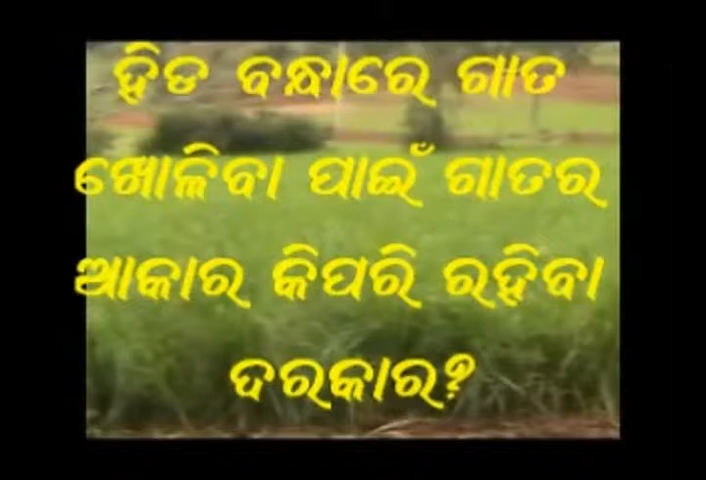 ହିଡ ବନ୍ଧାରେ ଗାତ
ଖୋଳିବା ପାଇଁ ଗାତର
ଆକାର କିପରି ରହିବା
ଦରକାର?